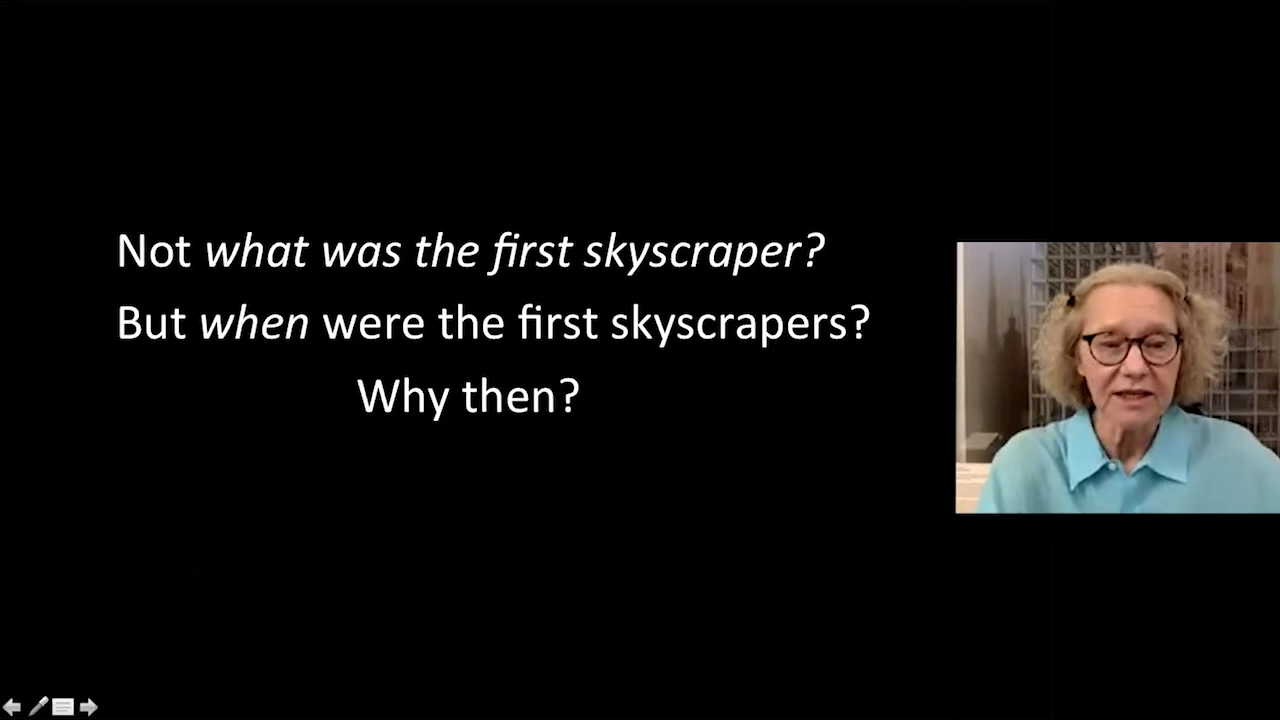 Not what was the first skyscraper?
But when were the first skyscrapers?
Why then?